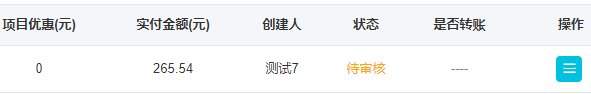 项目优惠(元) 实付金额(元) 创建人 状态 是否转账 操作
0 265.54 测试7 待审核 ----